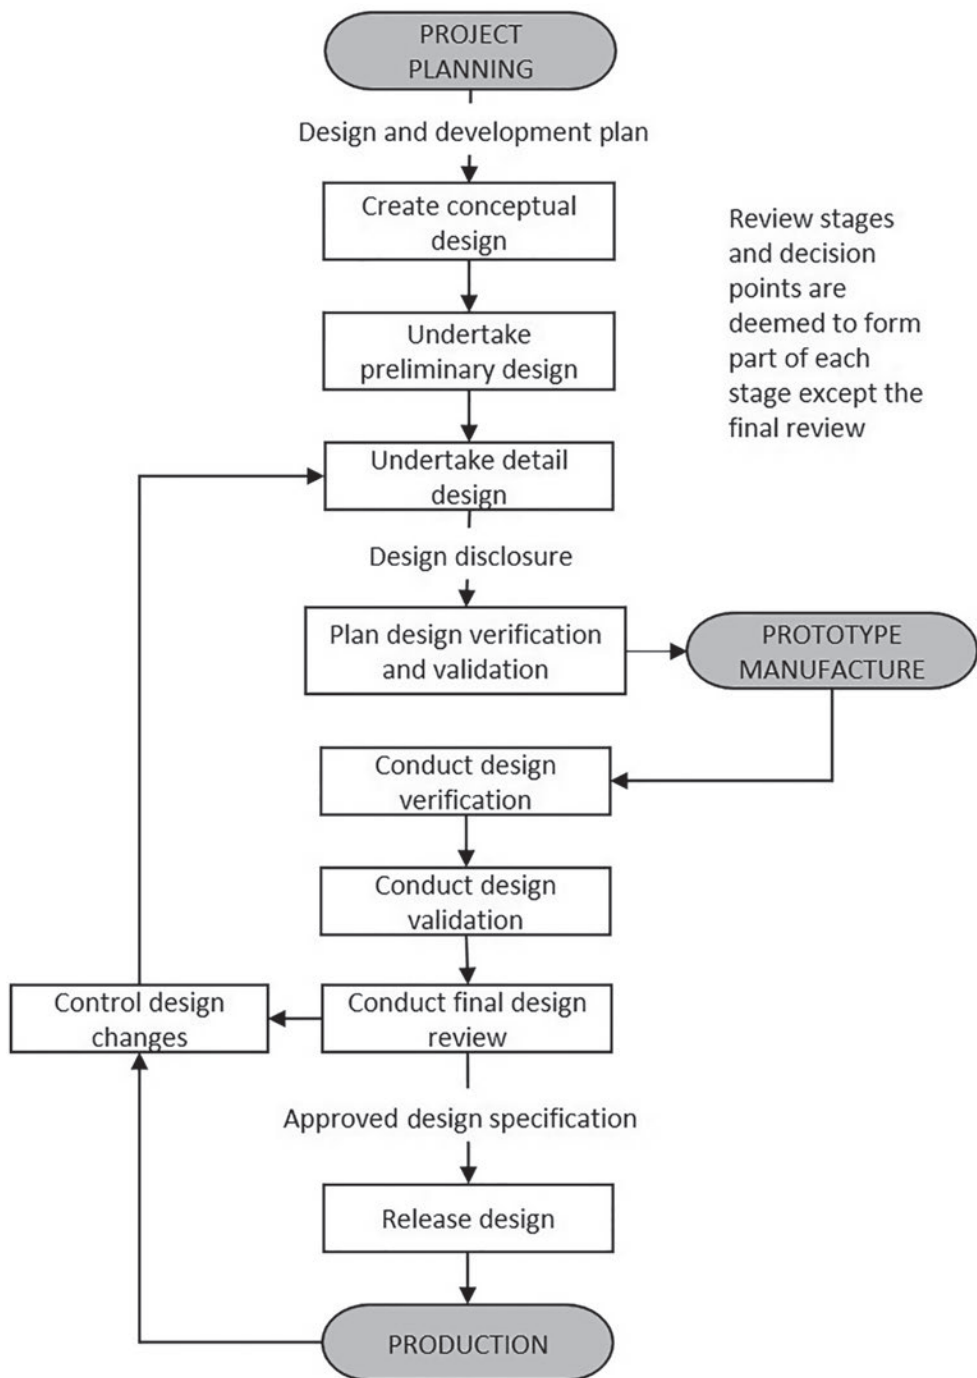 PROJECT
PLANNING
Design and development plan
Create conceptual
design
Review stages
and decision
points are
deemed to form
part of each
stage except the
final review
Undertake
preliminary design
Undertake detail
design
Design disclosure
Plan design verification
and validation
PROTOTYPE
MANUFACTURE
Conduct design
verification
Conduct design
validation
Control design
changes
Conduct final design
review
Approved design specification
Release design
PRODUCTION